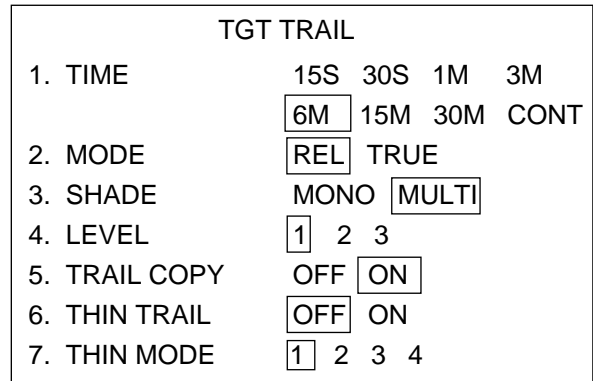 TGT TRAIL
1. TIME 15S 30S 1M 3M
6M 15M 30M CONT
2. MODE REL TRUE
3. SHADE MONO MULTI
4. LEVEL 1 2 3
5. TRAIL COPY OFF ON
6. THIN TRAIL OFF ON
7. THIN MODE 1 2 3 4